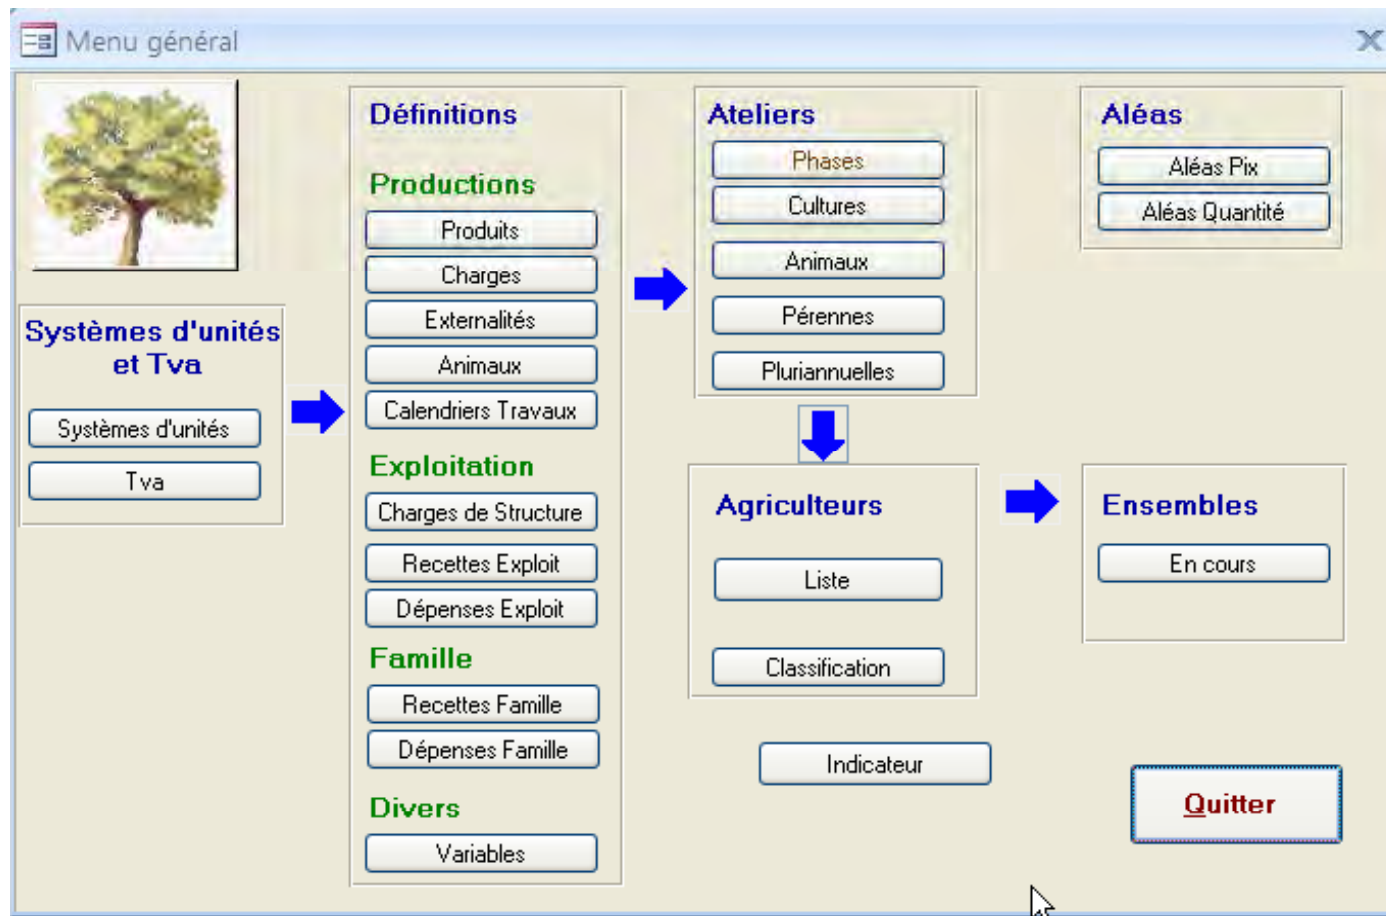 Menu général
Systèmes d'unités
et Tva
Systèmes d'unités
Tva
Définitions
Productions
Produits
Charges
Externalités
Animaux
Calendriers Travaux
Exploitation
Charges de Structure
Recettes Exploit
Dépenses Exploit
Famille
Recettes Famille
Dépenses Famille
Divers
Variables
Ateliers
Phases
Cultures
Animaux
Pérennes
Pluriannuelles
Agriculteurs
Liste
Classification
Indicateur
Aléas
Aléas Pix
Aléas Quantité
Ensembles
En cours
Quitter